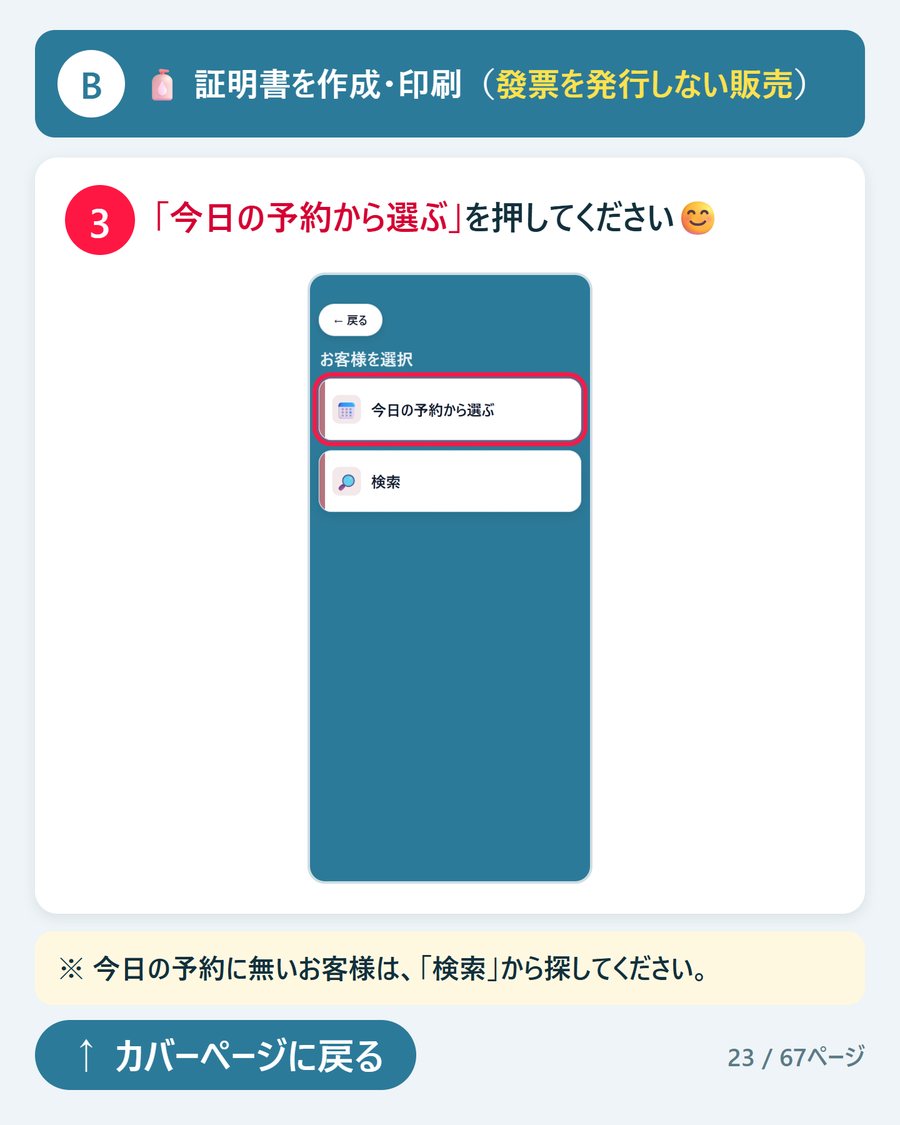 B 証明書を作成・印刷（發票を発行しない販売）
3 「今日の予約から選ぶ」を押してください
← 戻る
お客様を選択
今日の予約から選ぶ
検索
※ 今日の予約に無いお客様は、「検索」から探してください。
↑ カバーページに戻る
23 / 67ページ